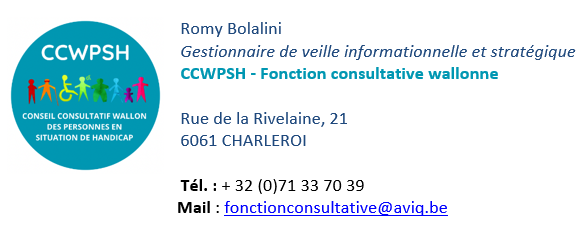 CCWPSH
CONSEIL CONSULTATIF WALLON
DES PERSONNES EN
SITUATION DE HANDICAP
Romy Bolalini
Gestionnaire de veille informationnelle et stratégique
CCWPSH - Fonction consultative wallonne
Rue de la Rivelaine, 21
6061 CHARLEROI
Tél. : + 32 (0)71 33 70 39
Mail : fonctionconsultative@aviq.be